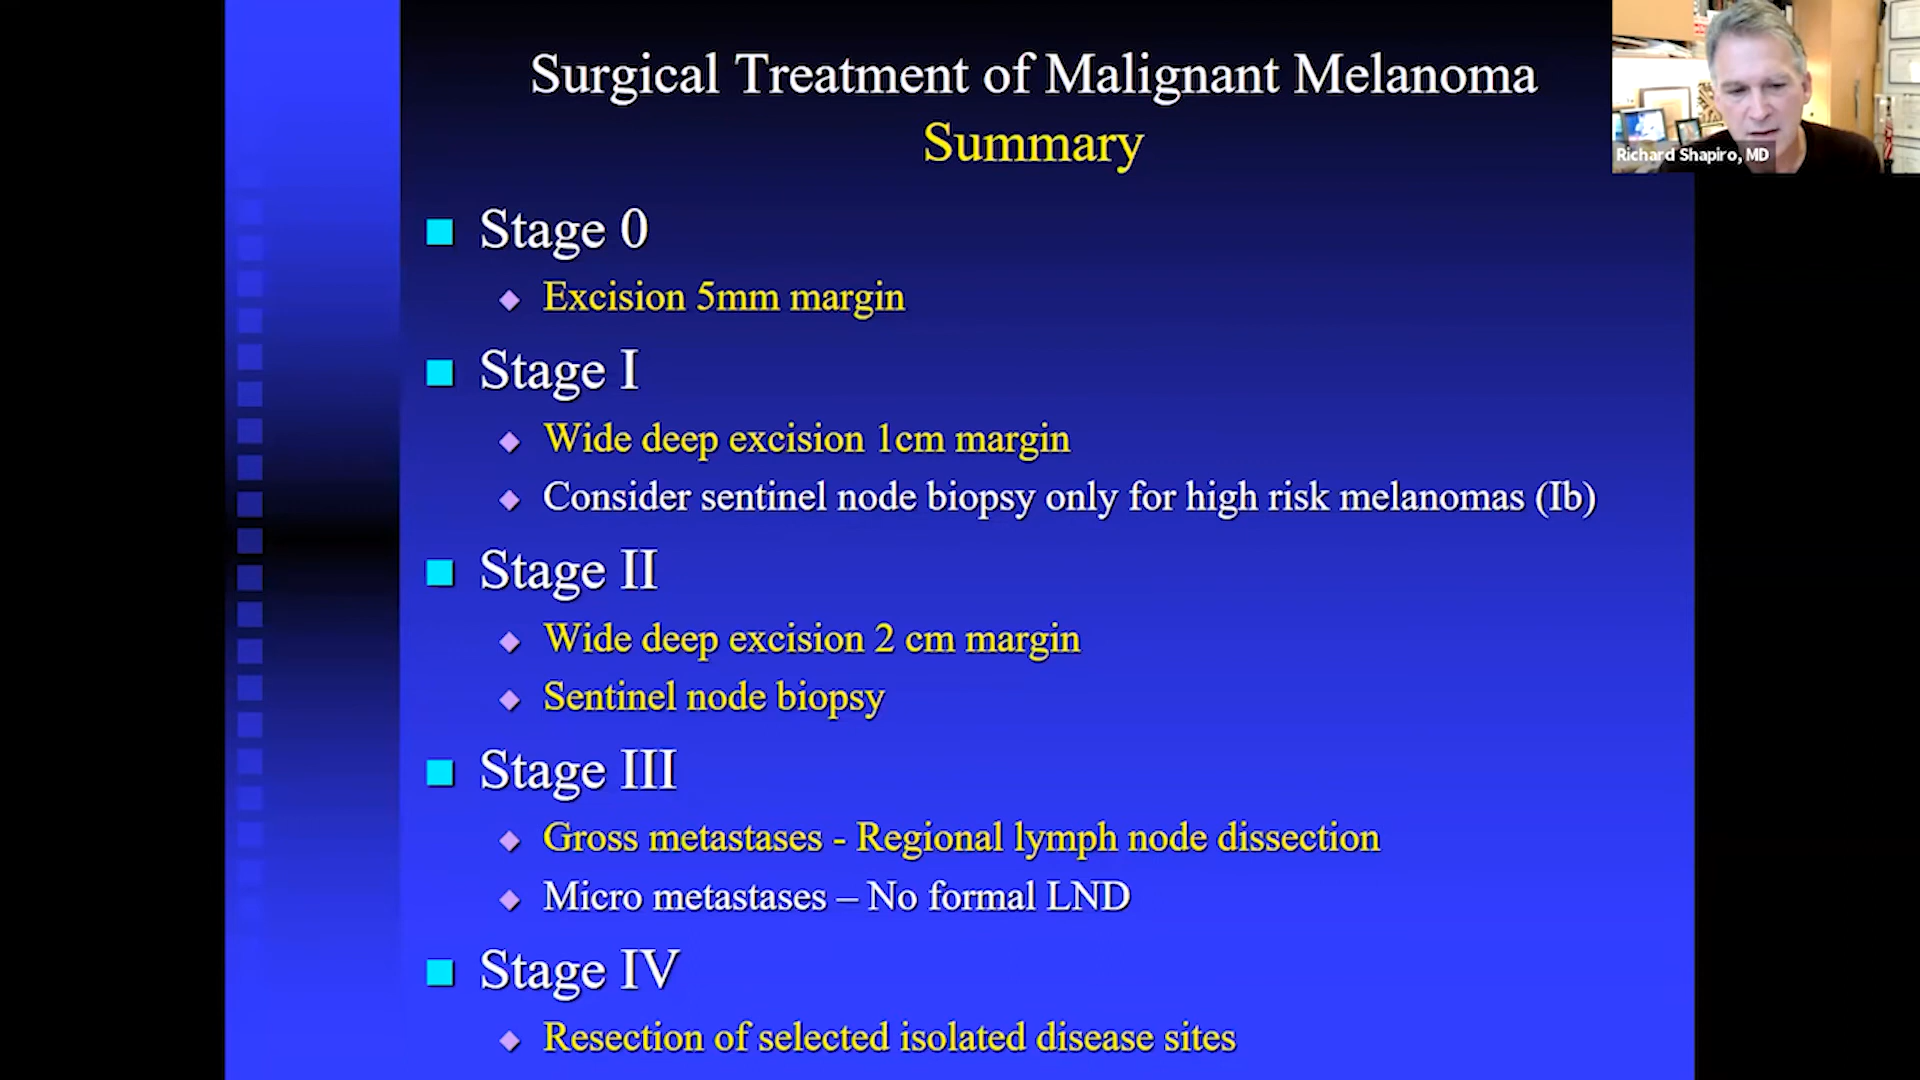 Surgical Treatment of Malignant Melanoma
Summary
Richard Shapiro, MD
Stage 0
Excision 5mm margin
Stage I
Wide deep excision 1cm margin
Consider sentinel node biopsy only for high risk melanomas (Ib)
Stage II
Wide deep excision 2 cm margin
Sentinel node biopsy
Stage III
Gross metastases - Regional lymph node dissection
Micro metastases – No formal LND
Stage IV
Resection of selected isolated disease sites